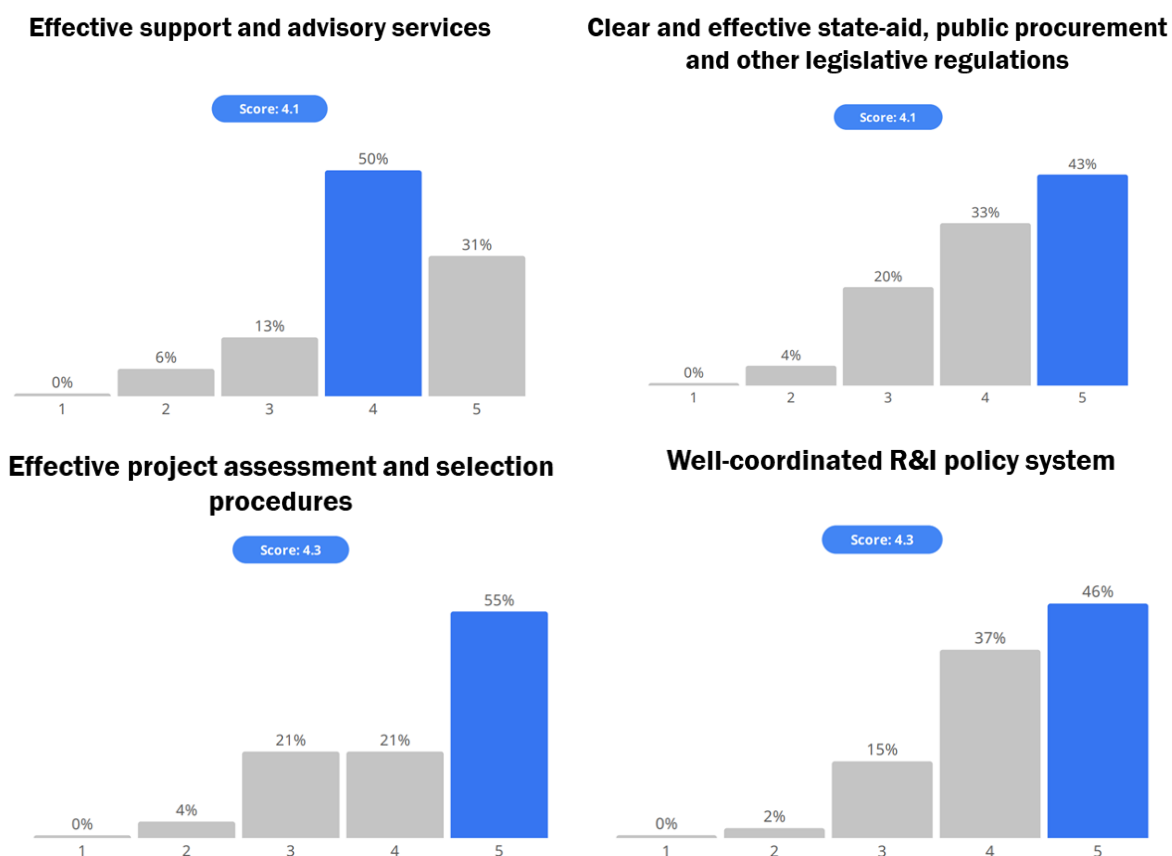 Effective support and advisory services
Score: 4.1
50%
31%
13%
6%
0%
1 2 3 4 5
Clear and effective state-aid, public procurement
and other legislative regulations
Score: 4.1
43%
33%
20%
4%
0%
1 2 3 4 5
Effective project assessment and selection
procedures
Score: 4.3
55%
21% 21%
4%
0%
1 2 3 4 5
Well-coordinated R&I policy system
Score: 4.3
46%
37%
15%
2%
0%
1 2 3 4 5